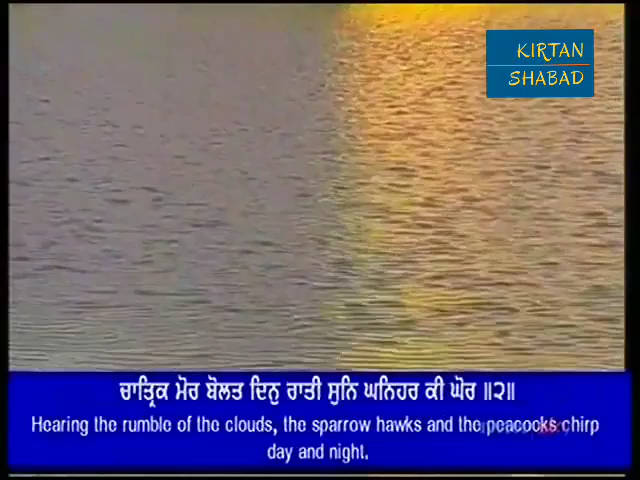 KIRTAN
SHABAD
ਚਾਤ੍ਰਿਕ ਮੋਰ ਬੋਲਤ ਦਿਨੁ ਰਾਤੀ ਸੁਨਿ ਘਨਿਹਰ ਕੀ ਘੋਰ ॥੨॥
Hearing the rumble of the clouds, the sparrow hawks and the peacocks chirp
day and night.